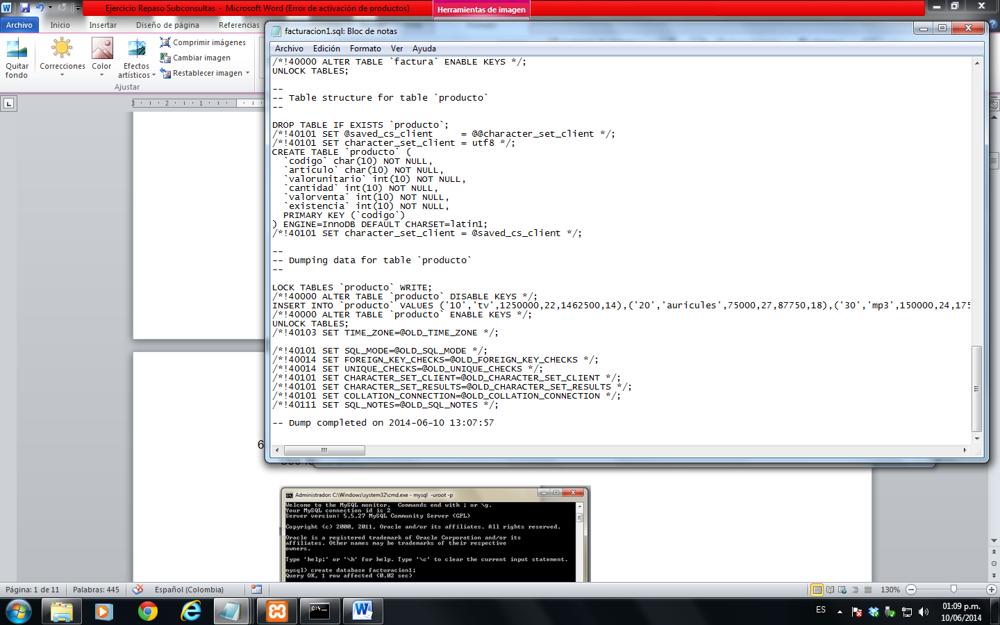 Ejercicio Repaso Subconsultas - Microsoft Word (Error de activación de productos)
Herramientas de imagen
Archivo
Inicio
Insertar
Diseño de página
Referencias
Quitar fondo
Correcciones
Color
Efectos artísticos
Comprimir imágenes
Cambiar imagen
Restablecer imagen
Ajustar
3 · 2 · 1
facturacion1.sql: Bloc de notas
Archivo Edición Formato Ver Ayuda
/*!40000 ALTER TABLE `factura` ENABLE KEYS */;
UNLOCK TABLES;
--
-- Table structure for table `producto`
--
DROP TABLE IF EXISTS `producto`;
/*!40101 SET @saved_cs_client     = @@character_set_client */;
/*!40101 SET character_set_client = utf8 */;
CREATE TABLE `producto` (
  `codigo` char(10) NOT NULL,
  `articulo` char(10) NOT NULL,
  `valorunitario` int(10) NOT NULL,
  `cantidad` int(10) NOT NULL,
  `valorventa` int(10) NOT NULL,
  `existencia` int(10) NOT NULL,
  PRIMARY KEY (`codigo`)
) ENGINE=InnoDB DEFAULT CHARSET=latin1;
/*!40101 SET character_set_client = @saved_cs_client */;
--
-- Dumping data for table `producto`
--
LOCK TABLES `producto` WRITE;
/*!40000 ALTER TABLE `producto` DISABLE KEYS */;
INSERT INTO `producto` VALUES ('10','tv',1250000,22,1462500,14),('20','auricules',75000,27,87750,18),('30','mp3',150000,24,175
/*!40000 ALTER TABLE `producto` ENABLE KEYS */;
UNLOCK TABLES;
/*!40103 SET TIME_ZONE=@OLD_TIME_ZONE */;
/*!40101 SET SQL_MODE=@OLD_SQL_MODE */;
/*!40014 SET FOREIGN_KEY_CHECKS=@OLD_FOREIGN_KEY_CHECKS */;
/*!40014 SET UNIQUE_CHECKS=@OLD_UNIQUE_CHECKS */;
/*!40101 SET CHARACTER_SET_CLIENT=@OLD_CHARACTER_SET_CLIENT */;
/*!40101 SET CHARACTER_SET_RESULTS=@OLD_CHARACTER_SET_RESULTS */;
/*!40101 SET COLLATION_CONNECTION=@OLD_COLLATION_CONNECTION */;
/*!40111 SET SQL_NOTES=@OLD_SQL_NOTES */;
-- Dump completed on 2014-06-10 13:07:57
6
Administrador: C:\Windows\system32\cmd.exe - mysql -uroot -p
Welcome to the MySQL monitor.  Commands end with ; or \g.
Your MySQL connection id is 2
Server version: 5.5.27 MySQL Community Server (GPL)
Copyright (c) 2000, 2011, Oracle and/or its affiliates. All rights reserved.
Oracle is a registered trademark of Oracle Corporation and/or its
affiliates. Other names may be trademarks of their respective
owners.
Type 'help;' or '\h' for help. Type '\c' to clear the current input statement.
mysql> create database facturacion1;
Query OK, 1 row affected (0.02 sec)
Página: 1 de 11
Palabras: 445
Español (Colombia)
130%
ES
01:09 p.m.
10/06/2014